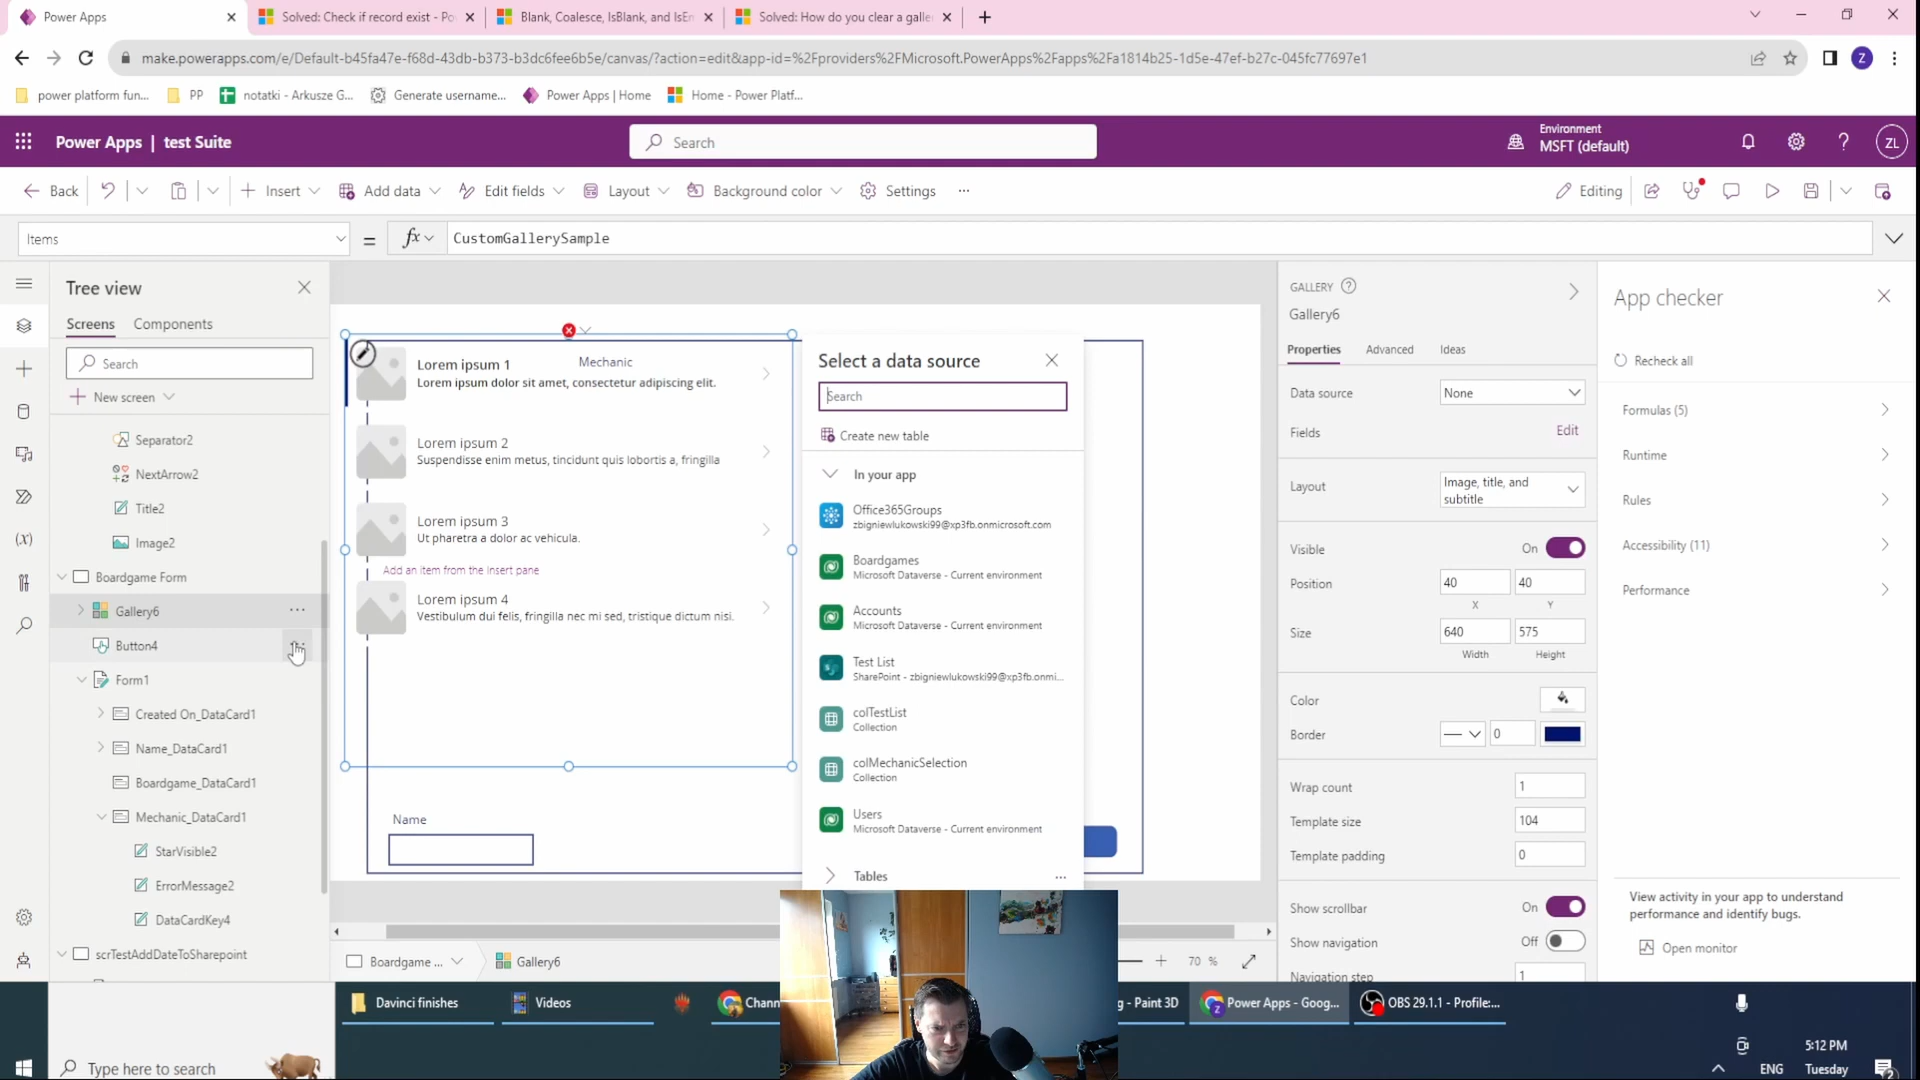 Power Apps
Solved: Check if record exist - Po
Blank, Coalesce, IsBlank, and IsEm
Solved: How do you clear a galle
make.powerapps.com/e/Default-b45fa47e-f68d-43db-b373-b3dc6fee6b5e/canvas/?action=edit&app-id=%2Fproviders%2FMicrosoft.PowerApps%2Fapps%2Fa1814b25-1d5e-47ef-b27c-045fc77697e1
Z
power platform fun...
PP
notatki - Arkusze G...
Generate username...
Power Apps | Home
Home - Power Platf...
Power Apps | test Suite
Search
Environment
MSFT (default)
ZL
Back
Insert
Add data
Edit fields
Layout
Background color
Settings
Editing
Items
=
fx
CustomGallerySample
Tree view
Screens
Components
Search
New screen
Separator2
NextArrow2
Title2
Image2
Boardgame Form
Gallery6
Button4
Form1
Created On_DataCard1
Name_DataCard1
Boardgame_DataCard1
Mechanic_DataCard1
StarVisible2
ErrorMessage2
DataCardKey4
scrTestAddDateToSharepoint
Lorem ipsum 1
Mechanic
Lorem ipsum dolor sit amet, consectetur adipiscing elit.
Lorem ipsum 2
Suspendisse enim metus, tincidunt quis lobortis a, fringilla
Lorem ipsum 3
Ut pharetra a dolor ac vehicula.
Add an item from the insert pane
Lorem ipsum 4
Vestibulum dui felis, fringilla nec mi sed, tristique dictum nisi.
Name
Select a data source
Search
Create new table
In your app
Office365Groups
zbigniewlukowski99@xp3fb.onmicrosoft.com
Boardgames
Microsoft Dataverse - Current environment
Accounts
Microsoft Dataverse - Current environment
Test List
SharePoint - zbigniewlukowski99@xp3fb.onmi...
colTestList
Collection
colMechanicSelection
Collection
Users
Microsoft Dataverse - Current environment
Tables
Boardgame ...
Gallery6
70 %
GALLERY
Gallery6
Properties
Advanced
Ideas
Data source
None
Fields
Edit
Layout
Image, title, and
subtitle
Visible
On
Position
40
40
X
Y
Size
640
575
Width
Height
Color
Border
0
Wrap count
1
Template size
104
Template padding
0
Show scrollbar
On
Show navigation
Off
Navigation step
1
App checker
Recheck all
Formulas (5)
Runtime
Rules
Accessibility (11)
Performance
View activity in your app to understand
performance and identify bugs.
Open monitor
Type here to search
Davinci finishes
Videos
Chann
g - Paint 3D
Power Apps - Goog...
OBS 29.1.1 - Profile:...
ENG
5:12 PM
Tuesday
2